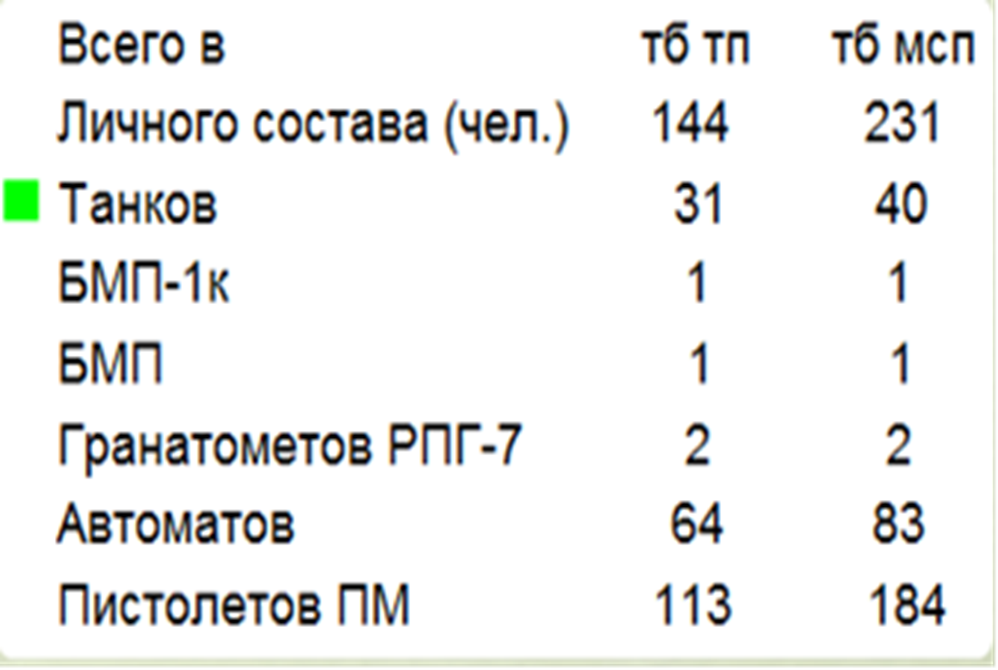 Всего в тб тп тб мсп
Личного состава (чел.) 144 231
Танков 31 40
БМП-1к 1 1
БМП 1 1
Гранатометов РПГ-7 2 2
Автоматов 64 83
Пистолетов ПМ 113 184